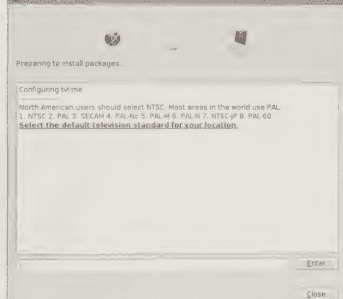 Preparing to install packages...
Configuring tvtime
North American users should select NTSC. Most areas in the world use PAL.
1. NTSC 2. PAL 3. SECAM 4. PAL-Nc 5. PAL-M 6. PAL-N 7. NTSC-JP 8. PAL-60
Select the default television standard for your location.
Enter
Close